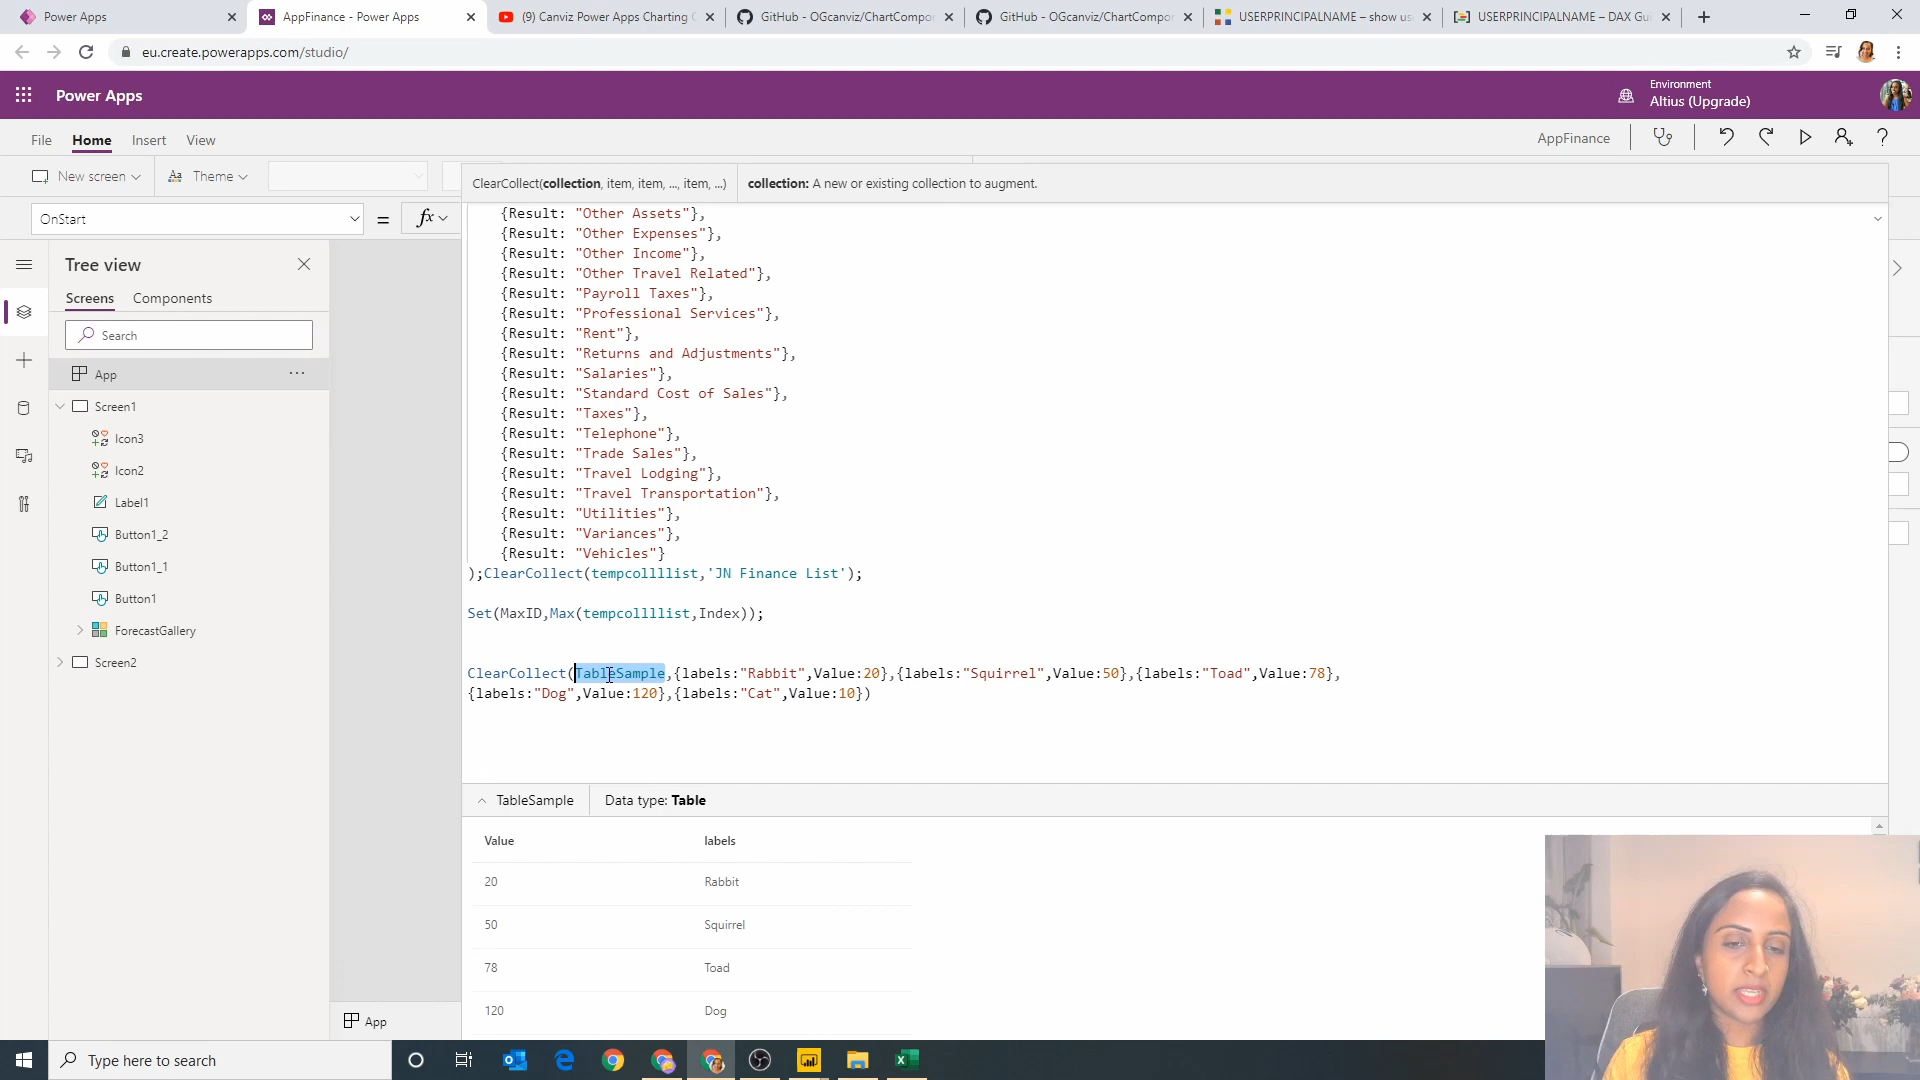 Power Apps
AppFinance - Power Apps
(9) Canviz Power Apps Charting C
GitHub - OGcanviz/ChartCompor
GitHub - OGcanviz/ChartCompor
USERPRINCIPALNAME – show us
USERPRINCIPALNAME – DAX Gu
eu.create.powerapps.com/studio/
Power Apps
Environment
Altius (Upgrade)
File
Home
Insert
View
AppFinance
New screen
Theme
ClearCollect(collection, item, item, ..., item, ...)
collection: A new or existing collection to augment.
OnStart
=
fx
{Result: "Other Assets"},
{Result: "Other Expenses"},
{Result: "Other Income"},
{Result: "Other Travel Related"},
{Result: "Payroll Taxes"},
{Result: "Professional Services"},
{Result: "Rent"},
{Result: "Returns and Adjustments"},
{Result: "Salaries"},
{Result: "Standard Cost of Sales"},
{Result: "Taxes"},
{Result: "Telephone"},
{Result: "Trade Sales"},
{Result: "Travel Lodging"},
{Result: "Travel Transportation"},
{Result: "Utilities"},
{Result: "Variances"},
{Result: "Vehicles"}
);ClearCollect(tempcollllist,'JN Finance List');
Set(MaxID,Max(tempcollllist,Index));
ClearCollect(TableSample,{labels:"Rabbit",Value:20},{labels:"Squirrel",Value:50},{labels:"Toad",Value:78},
{labels:"Dog",Value:120},{labels:"Cat",Value:10})
Tree view
Screens
Components
Search
App
Screen1
Icon3
Icon2
Label1
Button1_2
Button1_1
Button1
ForecastGallery
Screen2
App
TableSample
Data type: Table
Value
labels
20
Rabbit
50
Squirrel
78
Toad
120
Dog
Type here to search